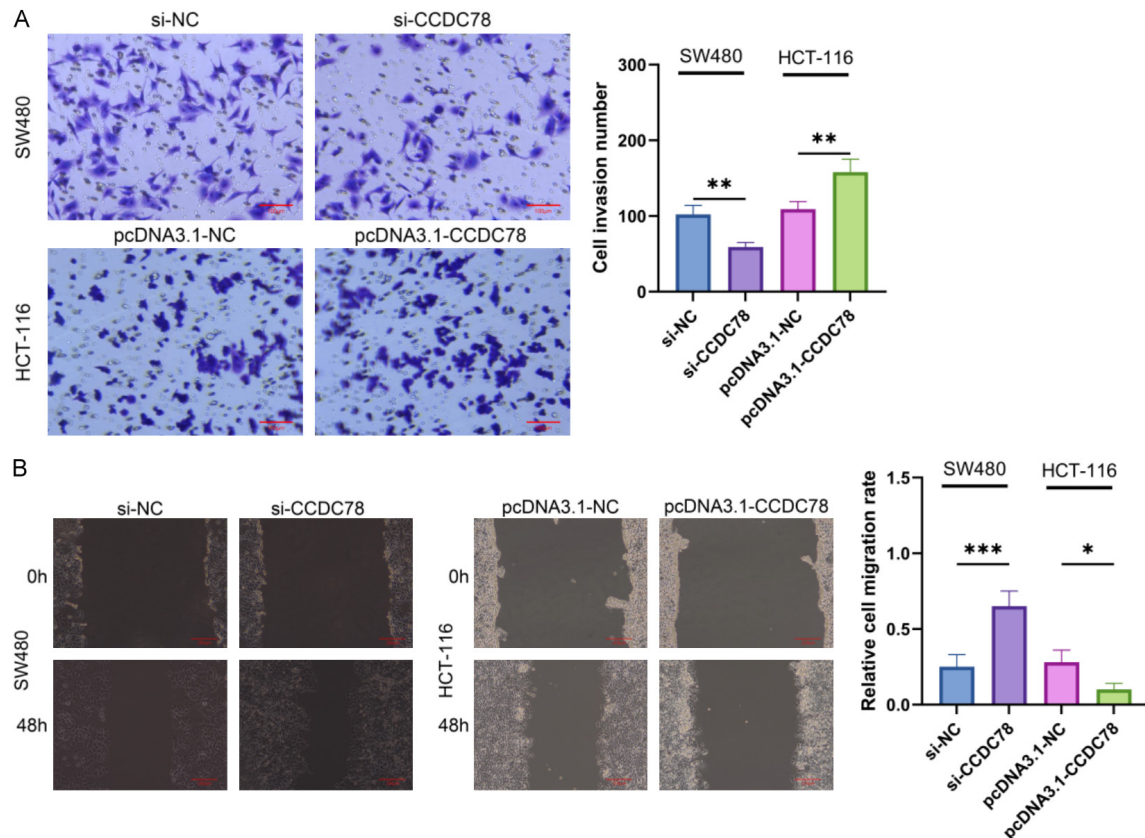 A
si-NC
si-CCDC78
SW480
pcDNA3.1-NC
pcDNA3.1-CCDC78
HCT-116
SW480
HCT-116
Cell invasion number
300
200
100
0
**
**
si-NC
si-CCDC78
pcDNA3.1-NC
pcDNA3.1-CCDC78
B
si-NC
si-CCDC78
pcDNA3.1-NC
pcDNA3.1-CCDC78
0h
48h
SW480
HCT-116
SW480
HCT-116
Relative cell migration rate
1.5
1.0
0.5
0.0
***
*
si-NC
si-CCDC78
pcDNA3.1-NC
pcDNA3.1-CCDC78